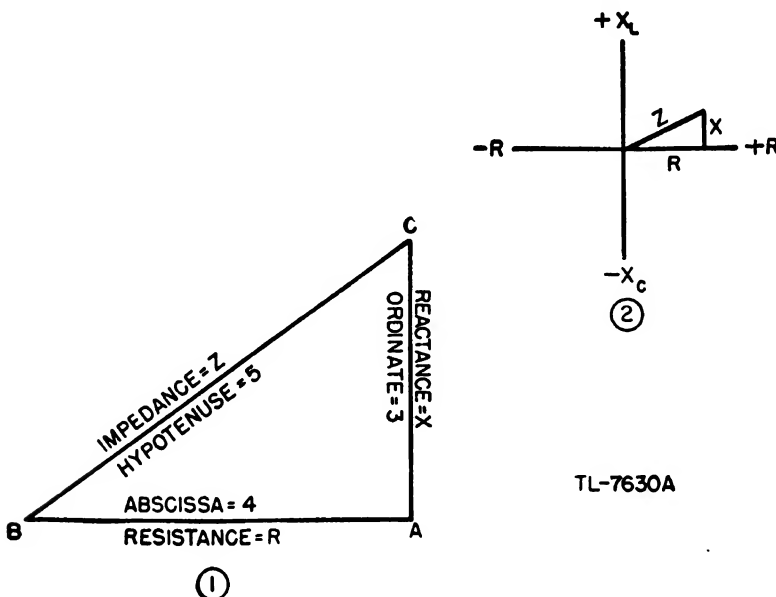 + X_L
Z
X
-R
+R
R
-X_C
2
C
REACTANCE=X
ORDINATE=3
IMPEDANCE=Z
HYPOTENUSE=5
TL-7630A
ABSCISSA=4
B
A
RESISTANCE=R
1